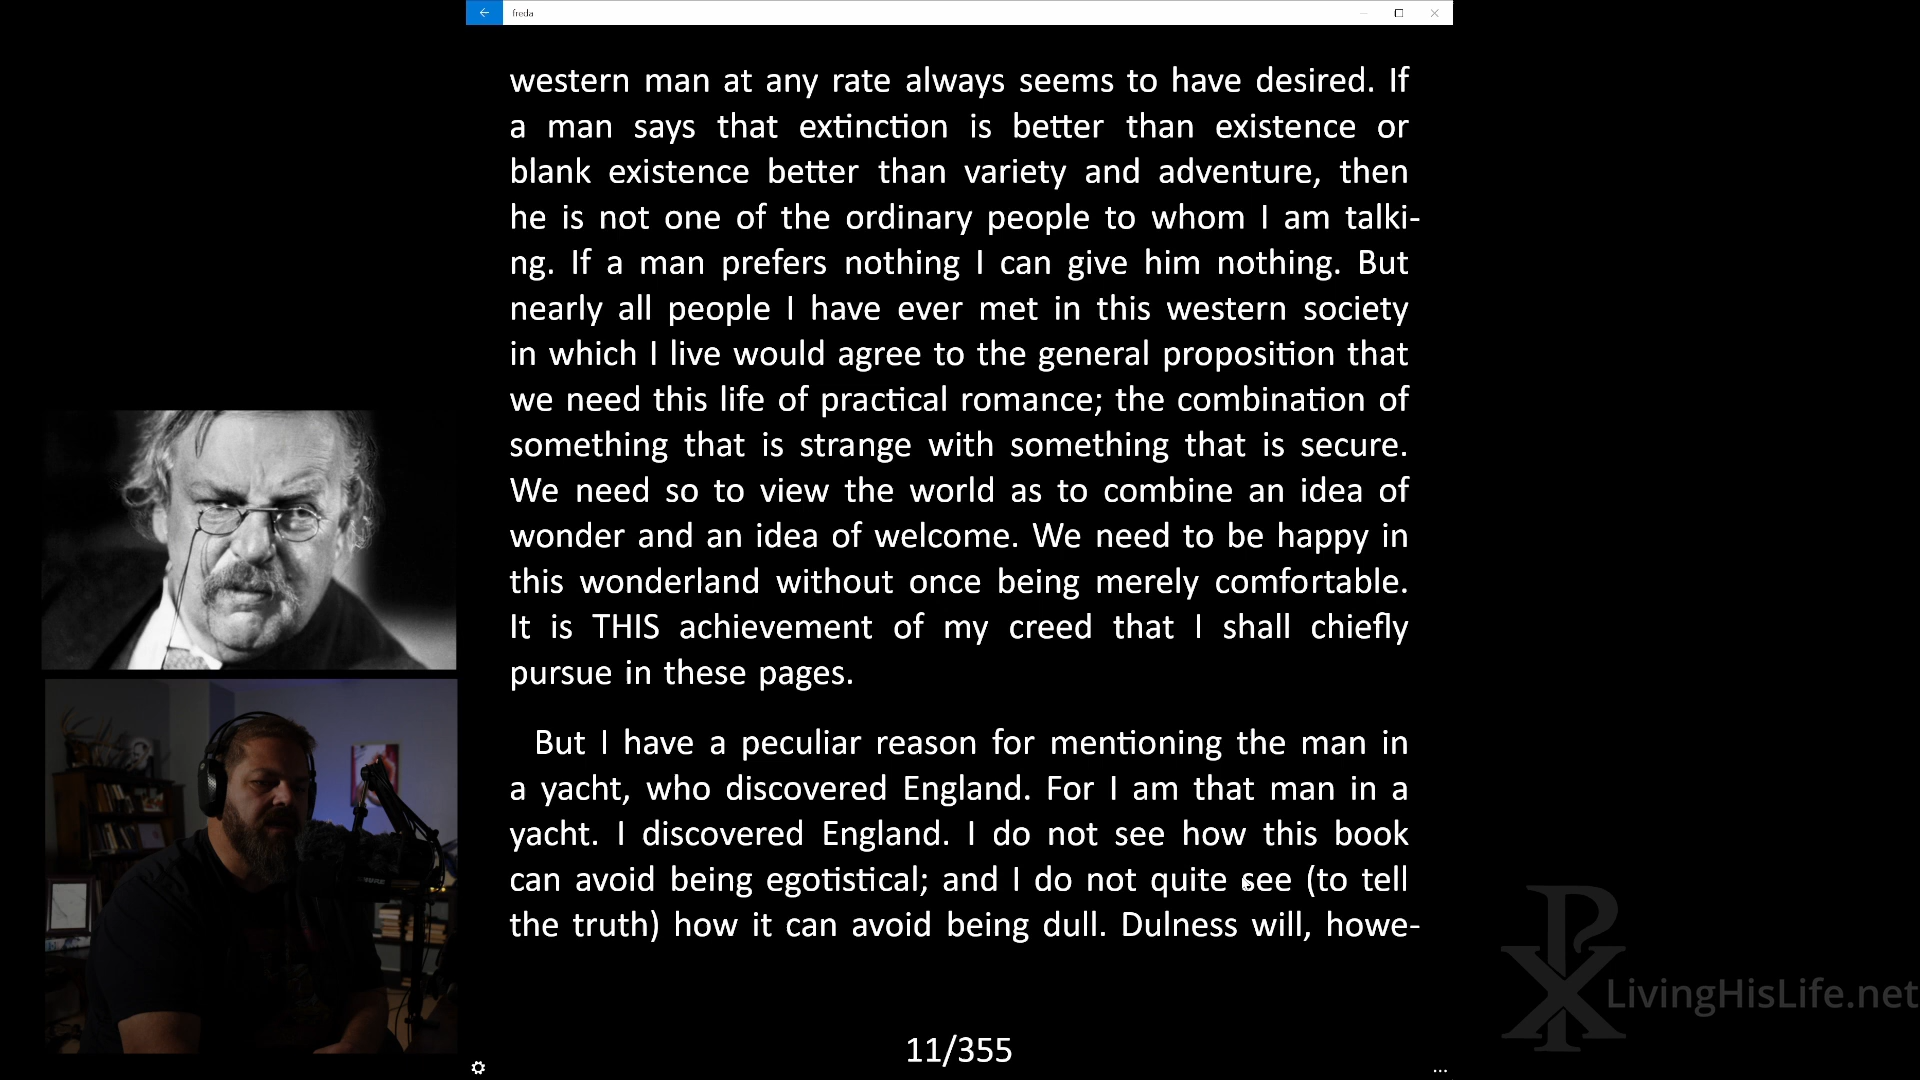 freda
western man at any rate always seems to have desired. If
a man says that extinction is better than existence or
blank existence better than variety and adventure, then
he is not one of the ordinary people to whom I am talki-
ng. If a man prefers nothing I can give him nothing. But
nearly all people I have ever met in this western society
in which I live would agree to the general proposition that
we need this life of practical romance; the combination of
something that is strange with something that is secure.
We need so to view the world as to combine an idea of
wonder and an idea of welcome. We need to be happy in
this wonderland without once being merely comfortable.
It is THIS achievement of my creed that I shall chiefly
pursue in these pages.
But I have a peculiar reason for mentioning the man in
a yacht, who discovered England. For I am that man in a
yacht. I discovered England. I do not see how this book
can avoid being egotistical; and I do not quite see (to tell
the truth) how it can avoid being dull. Dulness will, howe-
11/355
...
LivingHisLife.net